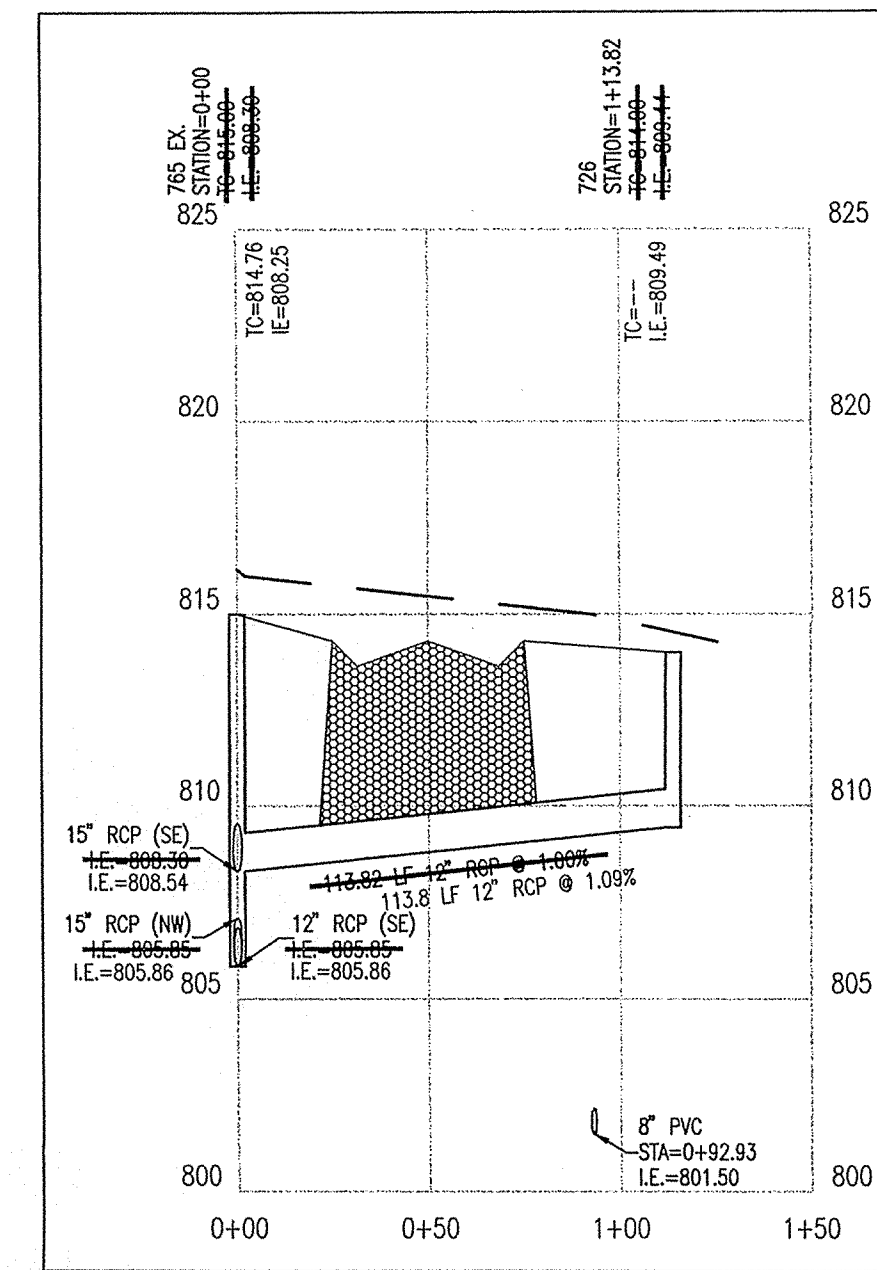 765 EX.
STATION=0+00
TC=815.00
I.E.=808.30
726
STATION=1+13.82
TC=814.00
I.E.=809.44
825
825
TC=814.76
IE=808.25
TC=---
I.E.=809.49
820
820
815
815
810
810
15" RCP (SE)
I.E.=808.30
I.E.=808.54
113.82 LF 12" RCP @ 1.00%
113.8 LF 12" RCP @ 1.09%
15" RCP (NW)
I.E.=805.85
I.E.=805.86
12" RCP (SE)
I.E.=805.85
I.E.=805.86
805
805
8" PVC
STA=0+92.93
I.E.=801.50
800
800
0+00
0+50
1+00
1+50